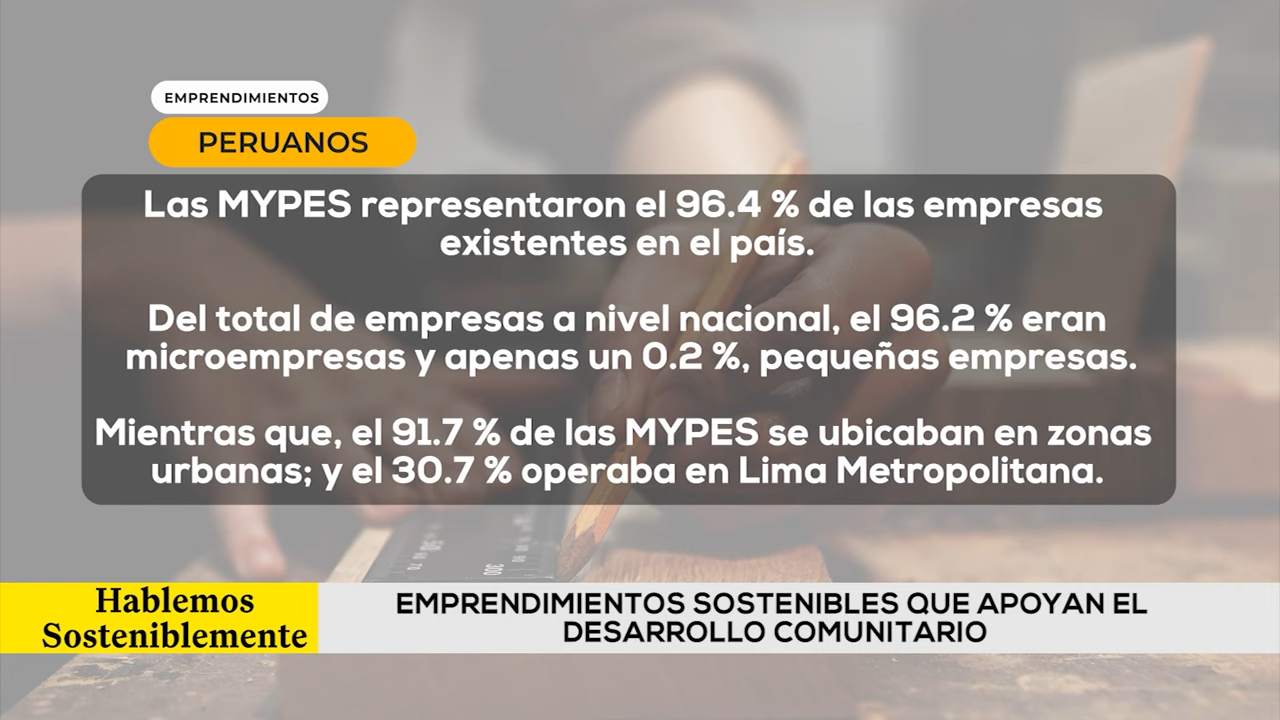 EMPRENDIMIENTOS
PERUANOS
Las MYPES representaron el 96.4 % de las empresas
existentes en el país.
Del total de empresas a nivel nacional, el 96.2 % eran
microempresas y apenas un 0.2 %, pequeñas empresas.
Mientras que, el 91.7 % de las MYPES se ubicaban en zonas
urbanas; y el 30.7 % operaba en Lima Metropolitana.
300
Hablemos
Sosteniblemente
EMPRENDIMIENTOS SOSTENIBLES QUE APOYAN EL
DESARROLLO COMUNITARIO